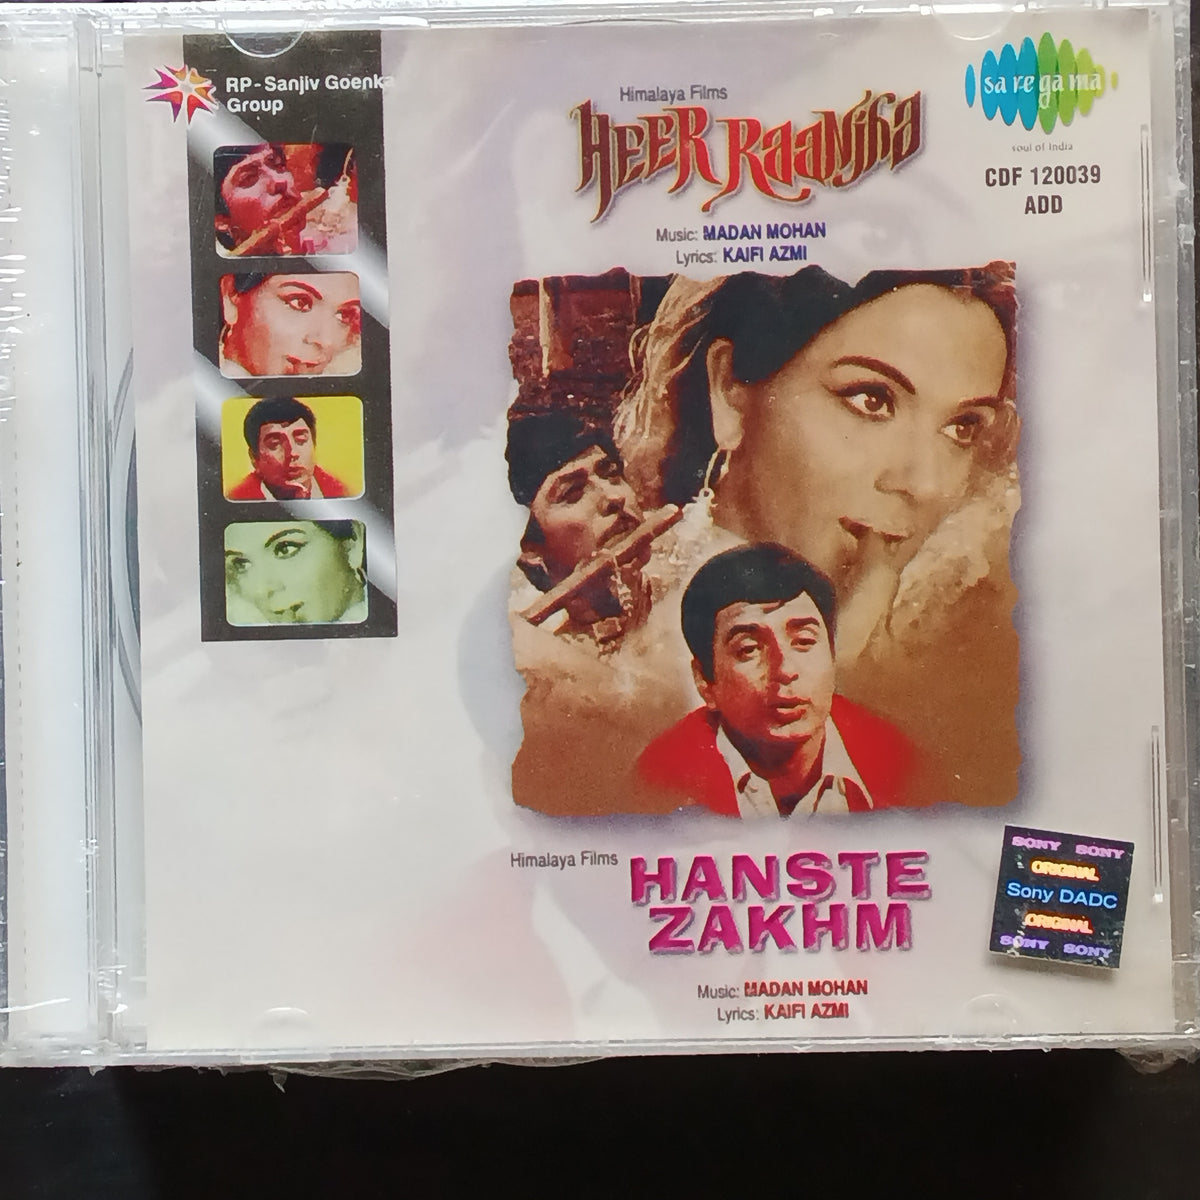 RP-Sanjiv Goenka
Group
Himalaya Films
HEER RAANJHA
Music: MADAN MOHAN
Lyrics: KAIFI AZMI
sa re ga ma
soul of India
CDF 120039
ADD
Himalaya Films
HANSTE
ZAKHM
Music: MADAN MOHAN
Lyrics: KAIFI AZMI
SONY SONY
ORIGINAL
Sony DADC
ORIGINAL
SONY SONY